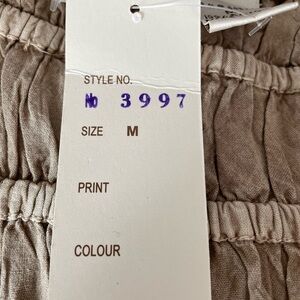 STYLE NO.
No 3997
SIZE M
PRINT
COLOUR